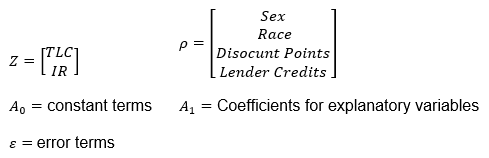 Z = [TLC
IR]
ρ = [Sex
Race
Disocunt Points
Lender Credits]
A₀ = constant terms
A₁ = Coefficients for explanatory variables
ε = error terms